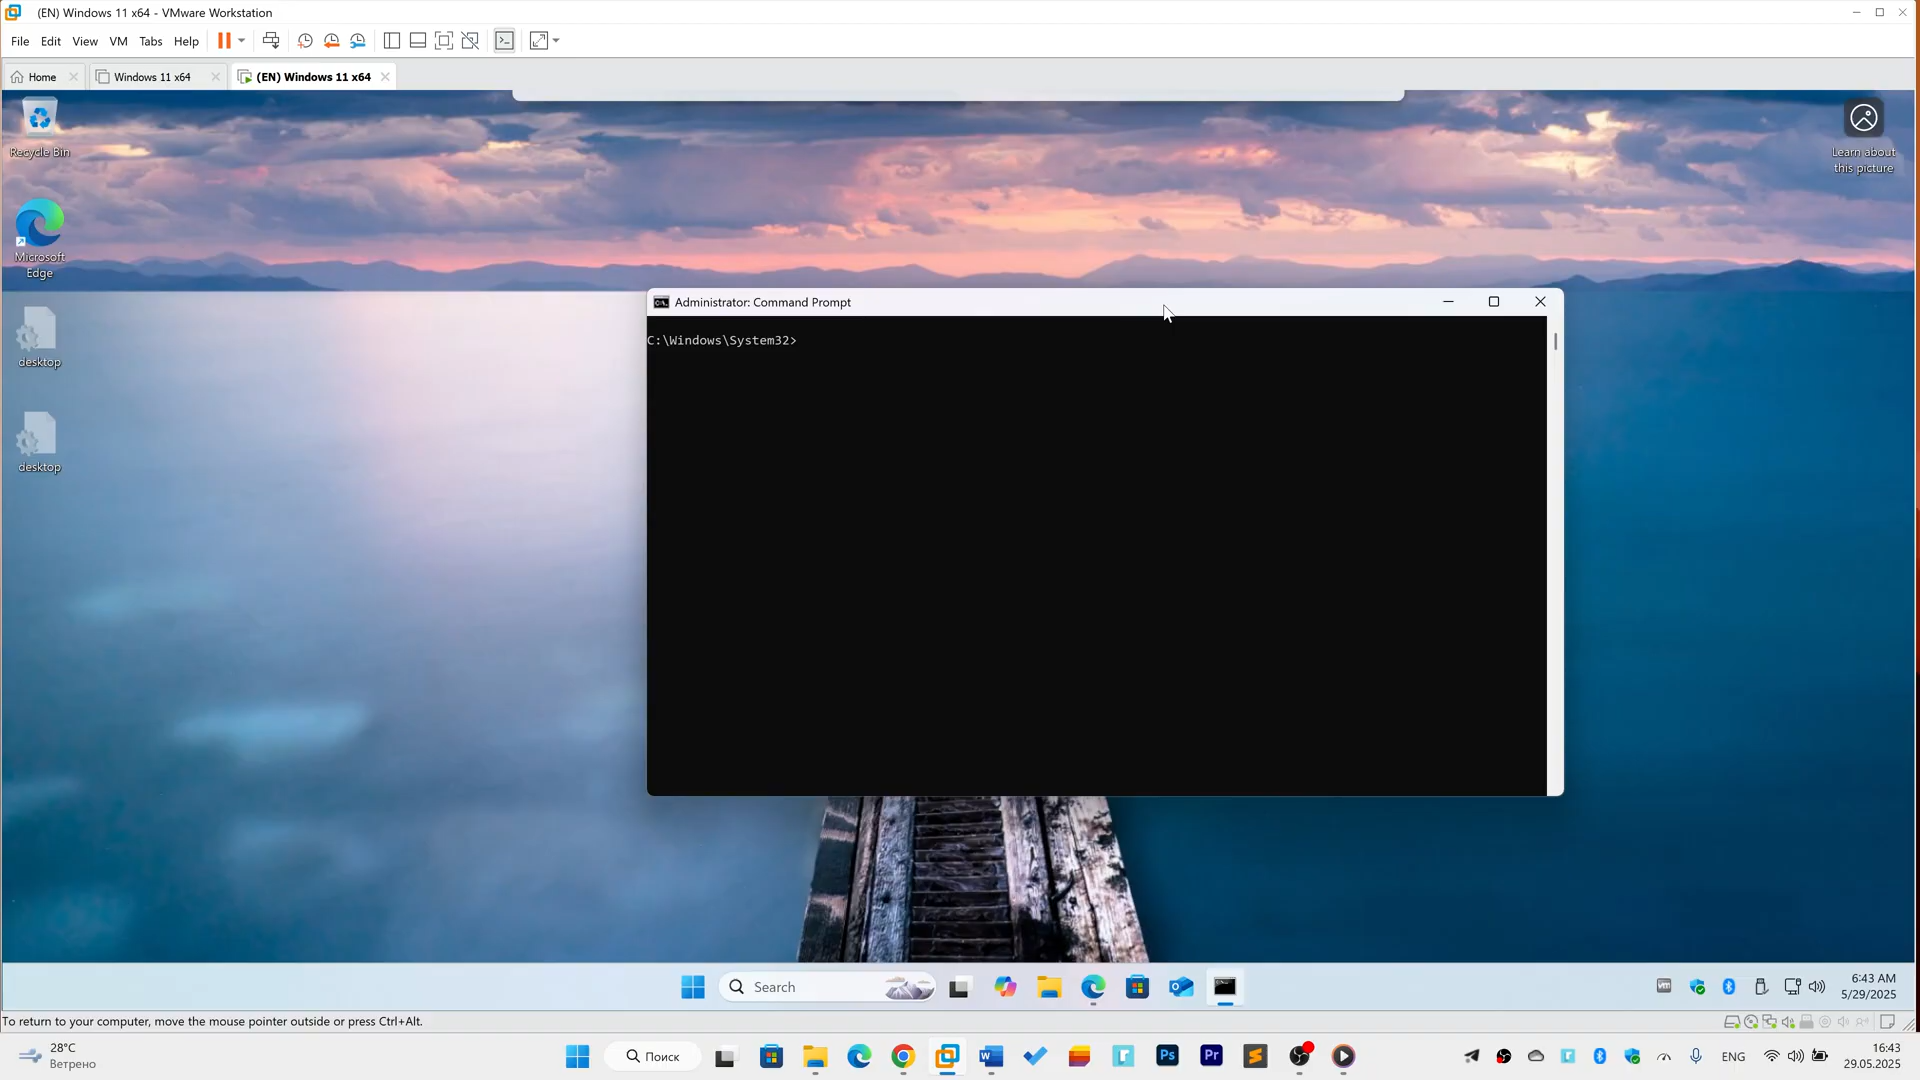 (EN) Windows 11 x64 - VMware Workstation
File Edit View VM Tabs Help
Home Windows 11 x64 (EN) Windows 11 x64
Recycle Bin
Learn about
this picture
Microsoft
Edge
Administrator: Command Prompt
C:\Windows\System32>
desktop
desktop
Search
6:43 AM
5/29/2025
To return to your computer, move the mouse pointer outside or press Ctrl+Alt.
28°C
Ветрено
Поиск
Ps
Pr
ENG
16:43
29.05.2025